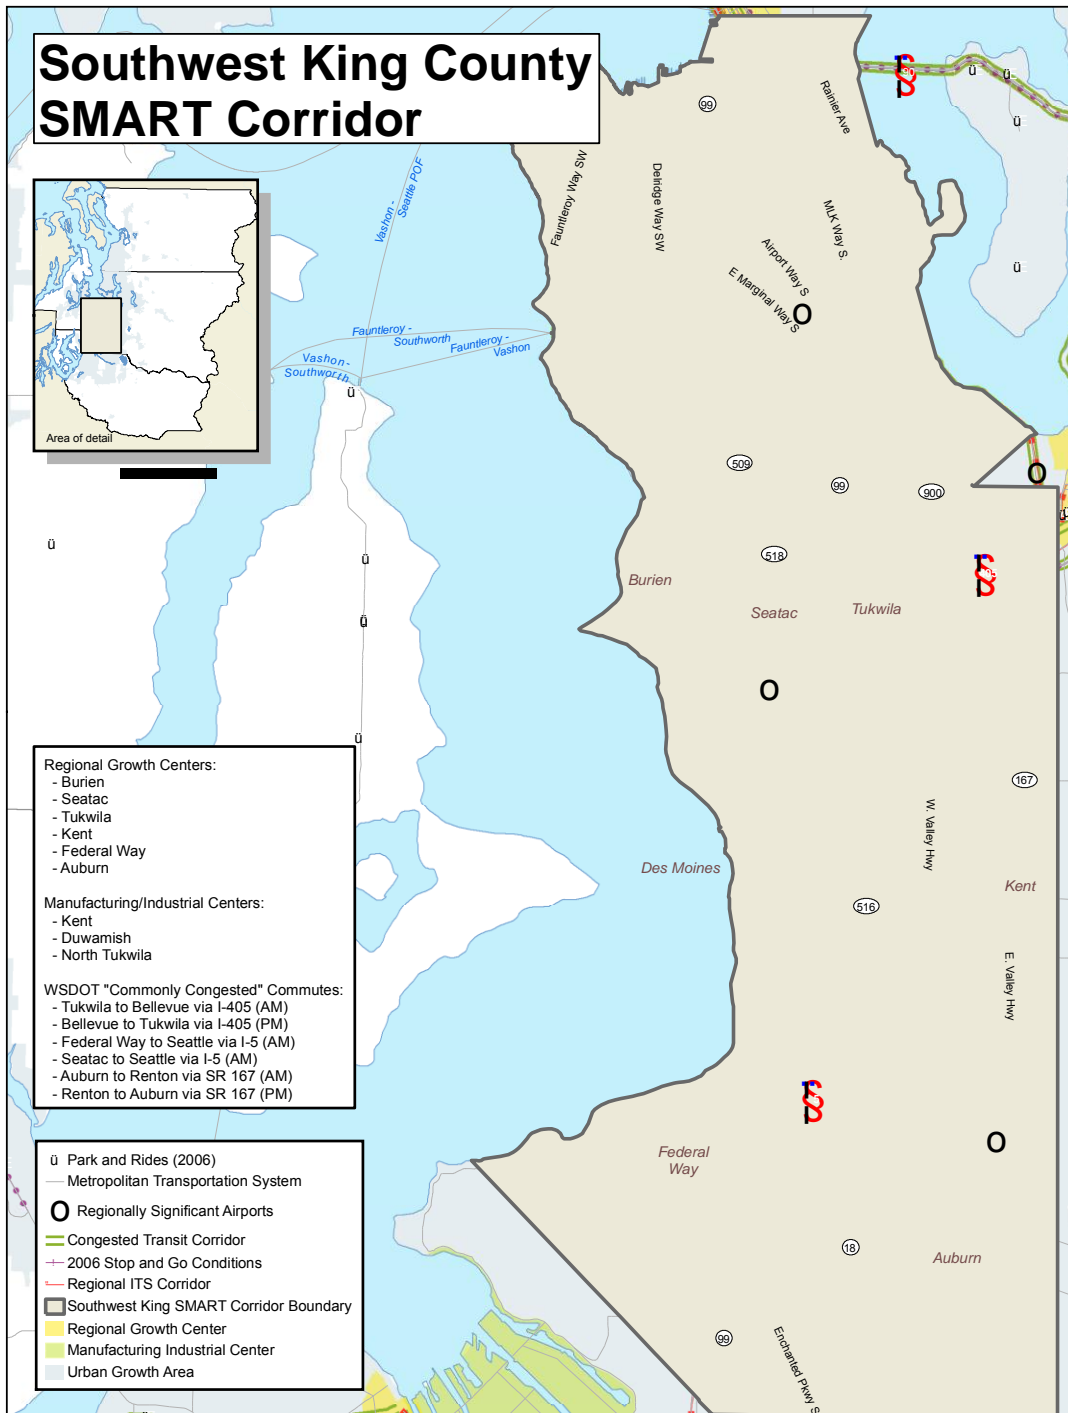 Southwest King County
SMART Corridor
99
Rainier Ave
Fauntleroy Way SW
Delridge Way SW
MLK Way S.
Airport Way S
E Marginal Way S
Vashon -
Seattle POF
Fauntleroy -
Southworth
Fauntleroy -
Vashon
Vashon-
Southworth
Area of detail
509
99
900
518
Burien
Seatac
Tukwila
167
W. Valley Hwy
Des Moines
Kent
516
E. Valley Hwy
Regional Growth Centers:
- Burien
- Seatac
- Tukwila
- Kent
- Federal Way
- Auburn
Manufacturing/Industrial Centers:
- Kent
- Duwamish
- North Tukwila
WSDOT "Commonly Congested" Commutes:
- Tukwila to Bellevue via I-405 (AM)
- Bellevue to Tukwila via I-405 (PM)
- Federal Way to Seattle via I-5 (AM)
- Seatac to Seattle via I-5 (AM)
- Auburn to Renton via SR 167 (AM)
- Renton to Auburn via SR 167 (PM)
Federal
Way
18
Auburn
99
Enchanted Pkwy S
ü Park and Rides (2006)
Metropolitan Transportation System
O Regionally Significant Airports
Congested Transit Corridor
2006 Stop and Go Conditions
Regional ITS Corridor
Southwest King SMART Corridor Boundary
Regional Growth Center
Manufacturing Industrial Center
Urban Growth Area